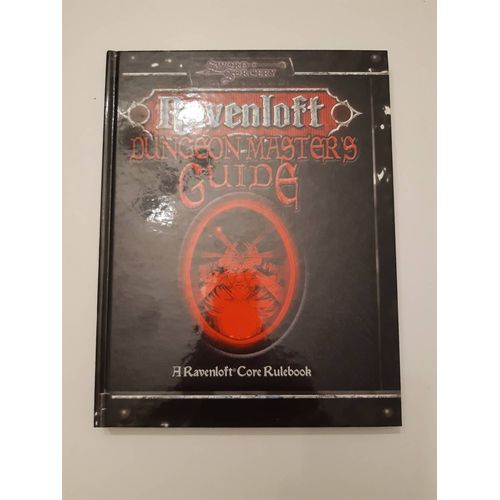 Sword & Sorcery
Ravenloft
DUNGEON-MASTER'S
GUIDE
A Ravenloft® Core Rulebook